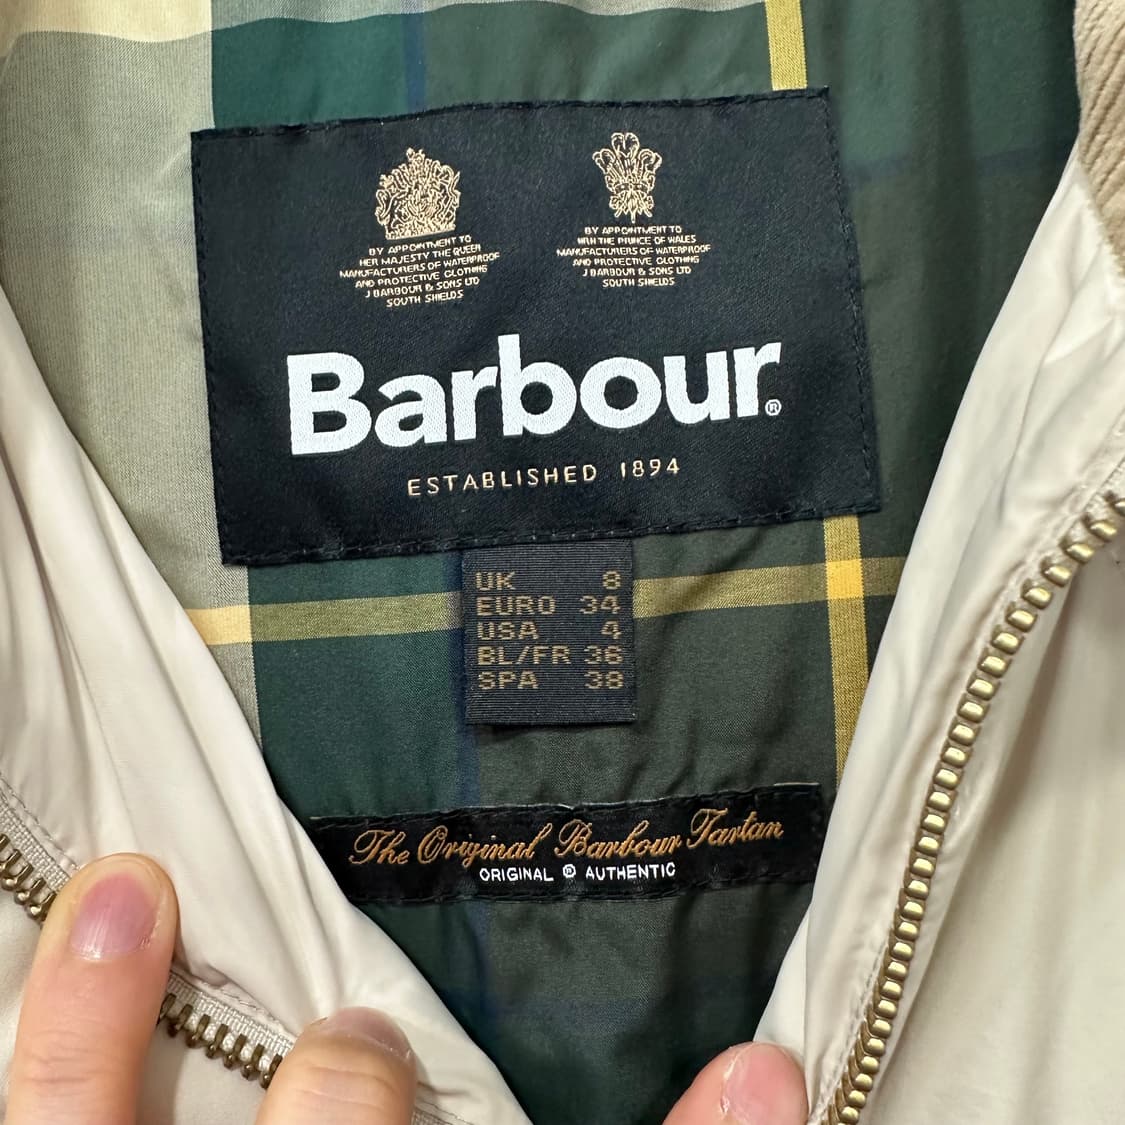 BY APPOINTMENT TO
HER MAJESTY THE QUEEN
MANUFACTURERS OF WATERPROOF
AND PROTECTIVE CLOTHING
J BARBOUR & SONS LTD
SOUTH SHIELDS
BY APPOINTMENT TO
HRH THE PRINCE OF WALES
MANUFACTURERS OF WATERPROOF
AND PROTECTIVE CLOTHING
J BARBOUR & SONS LTD
SOUTH SHIELDS
Barbour®
ESTABLISHED 1894
UK 8
EURO 34
USA 4
BL/FR 36
SPA 38
The Original Barbour Tartan
ORIGINAL ® AUTHENTIC